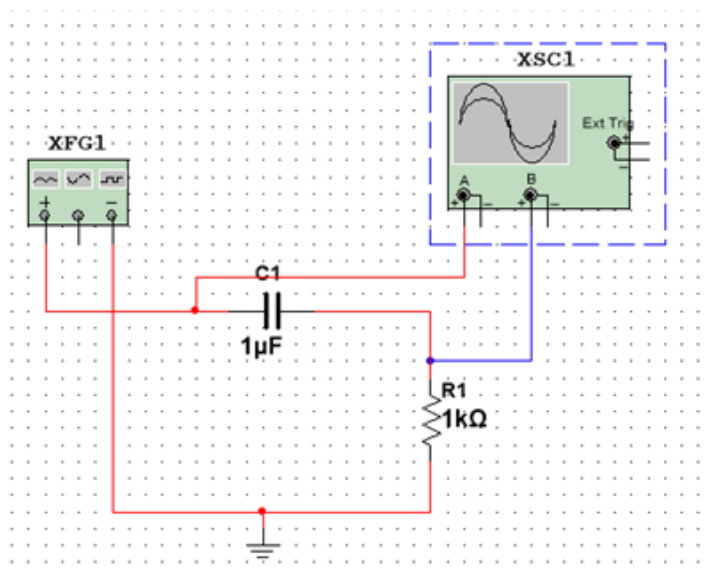 XSC1
Ext Trig
+
−
A
B
+ −
+ −
XFG1
+ −
C1
1µF
R1
1kΩ